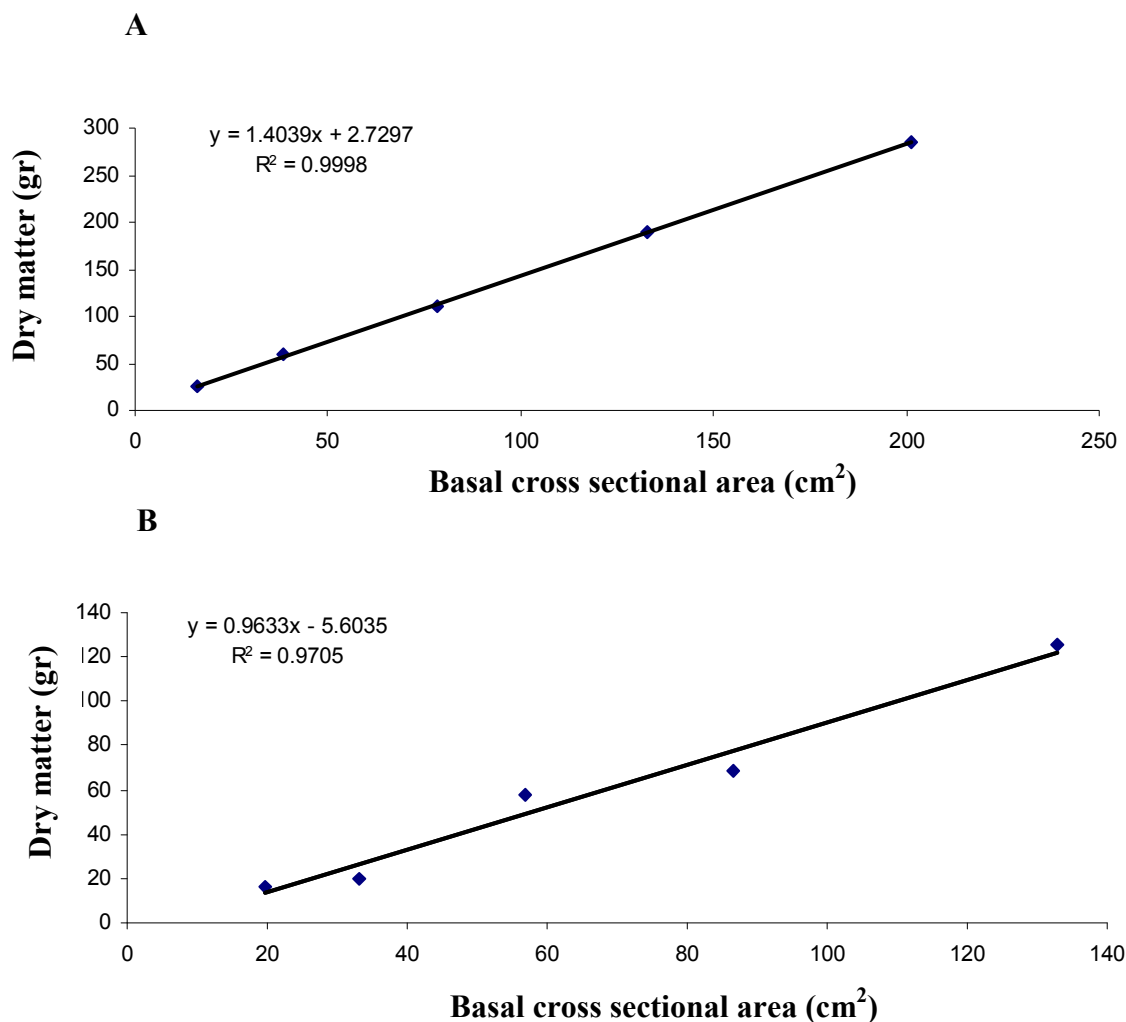 A
y = 1.4039x + 2.7297
R² = 0.9998
300
250
200
150
100
50
0
0 50 100 150 200 250
Dry matter (gr)
Basal cross sectional area (cm²)
B
y = 0.9633x - 5.6035
R² = 0.9705
140
120
100
80
60
40
20
0
0 20 40 60 80 100 120 140
Dry matter (gr)
Basal cross sectional area (cm²)